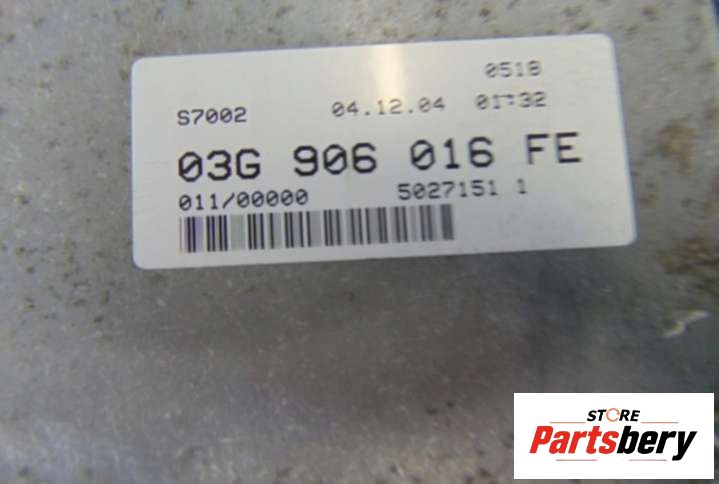 0518
S7002 04.12.04 01:32
03G 906 016 FE
011/00000 5027151 1
STORE
Partsbery